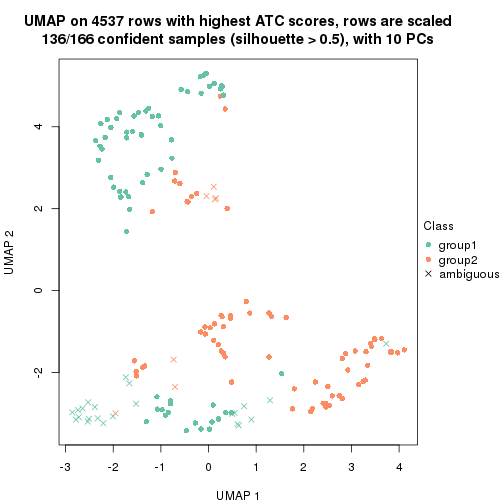 UMAP on 4537 rows with highest ATC scores, rows are scaled
136/166 confident samples (silhouette > 0.5), with 10 PCs
4
2
0
-2
UMAP 2
-3
-2
-1
0
1
2
3
4
UMAP 1
Class
group1
group2
ambiguous